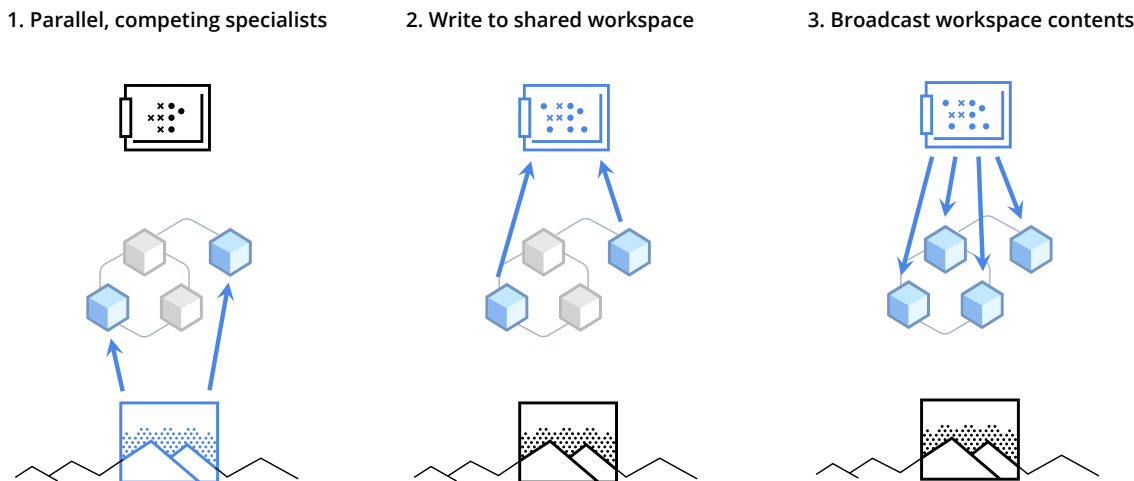 1. Parallel, competing specialists
2. Write to shared workspace
3. Broadcast workspace contents